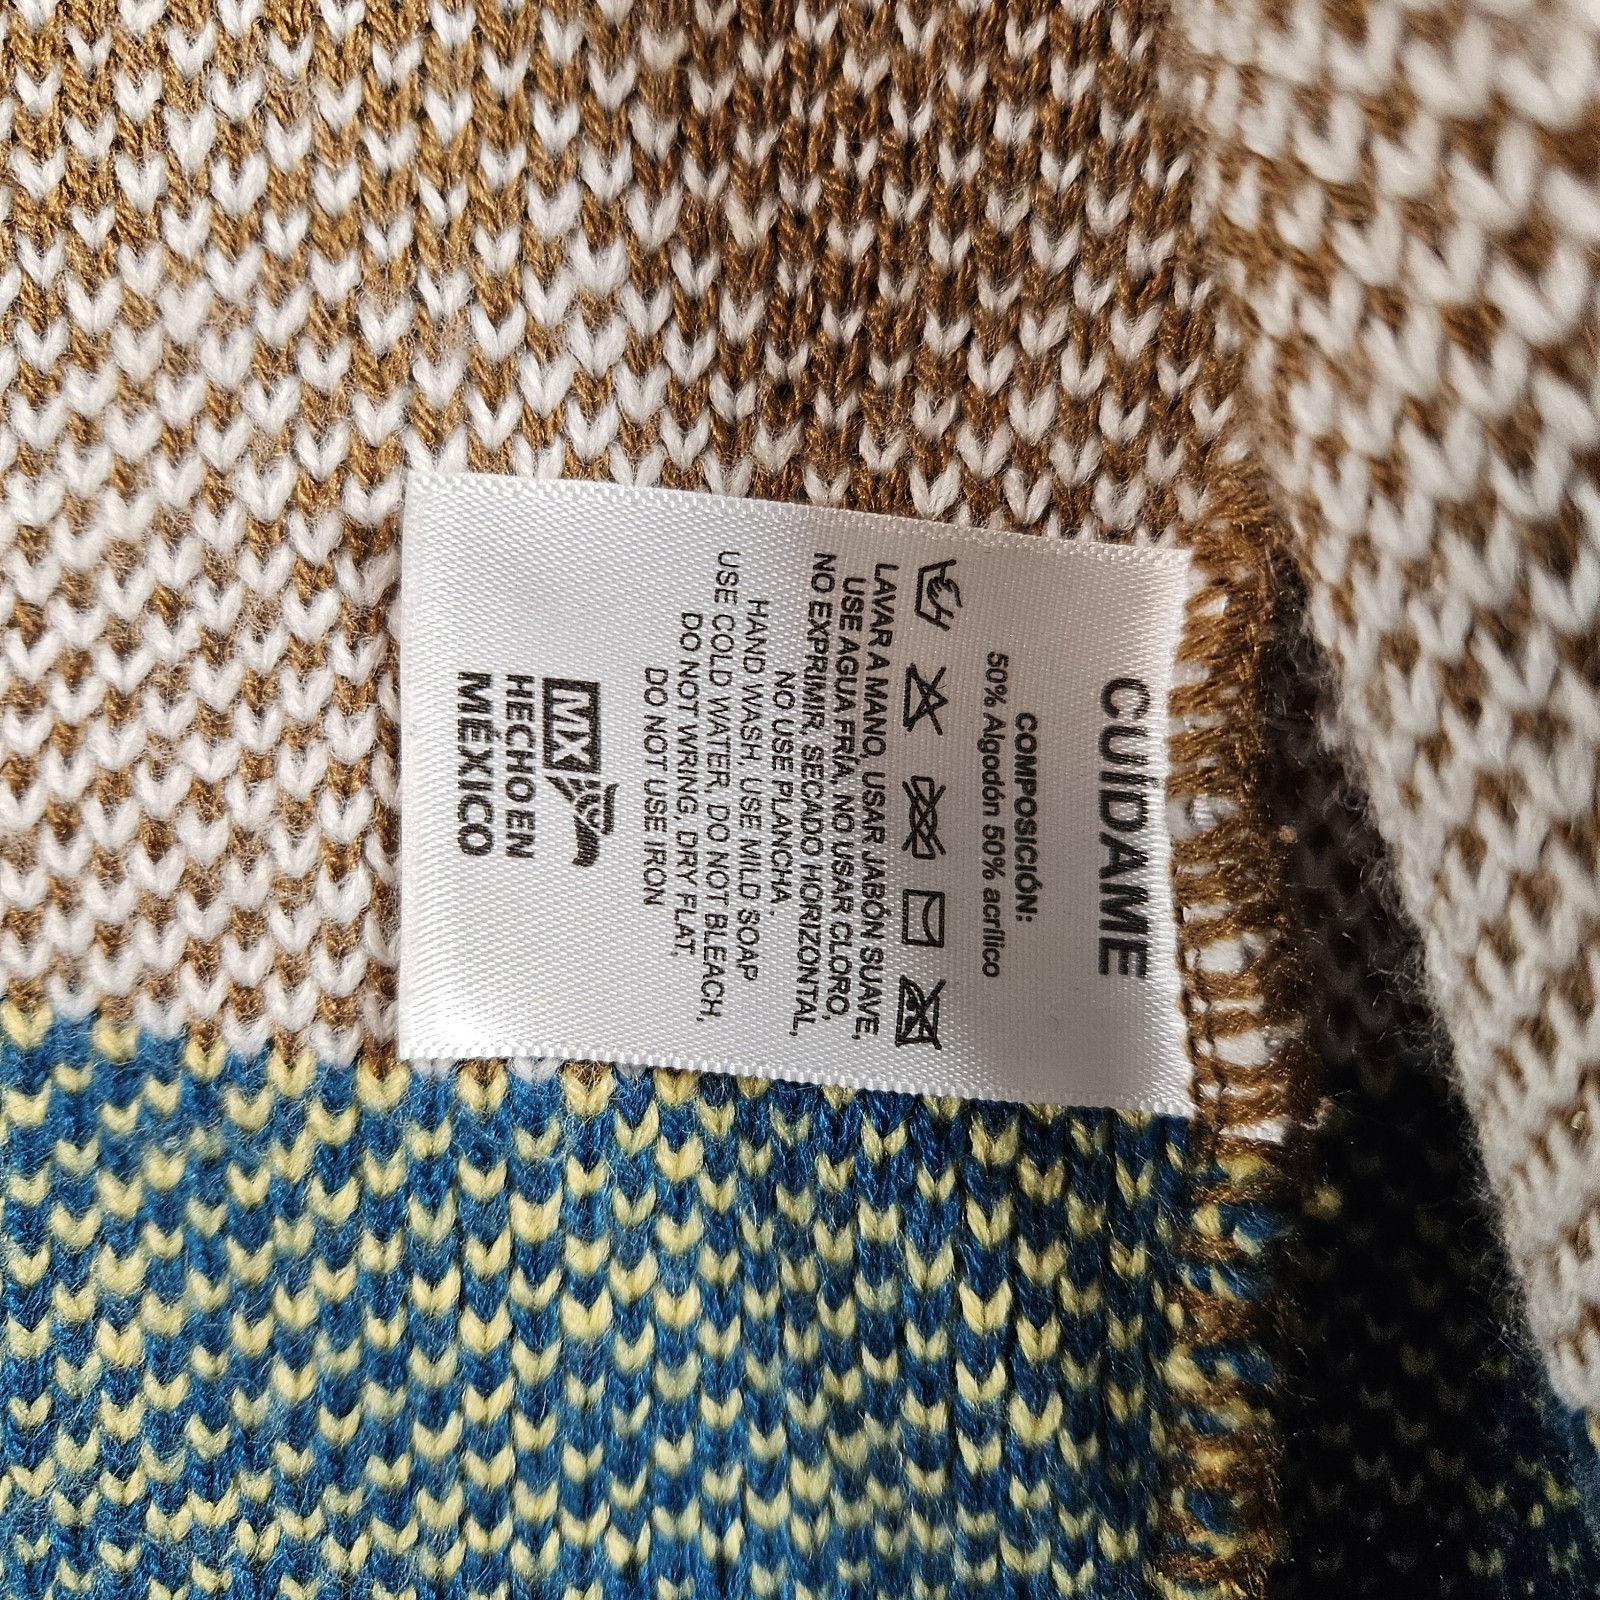 CUÍDAME
COMPOSICIÓN:
50% Algodón 50% acrílico
LAVAR A MANO, USAR JABÓN SUAVE,
USE AGUA FRÍA, NO USAR CLORO,
NO EXPRIMIR, SECADO HORIZONTAL,
NO USE PLANCHA.
HAND WASH, USE MILD SOAP
USE COLD WATER, DO NOT BLEACH,
DO NOT WRING, DRY FLAT,
DO NOT USE IRON
MX
HECHO EN
MÉXICO